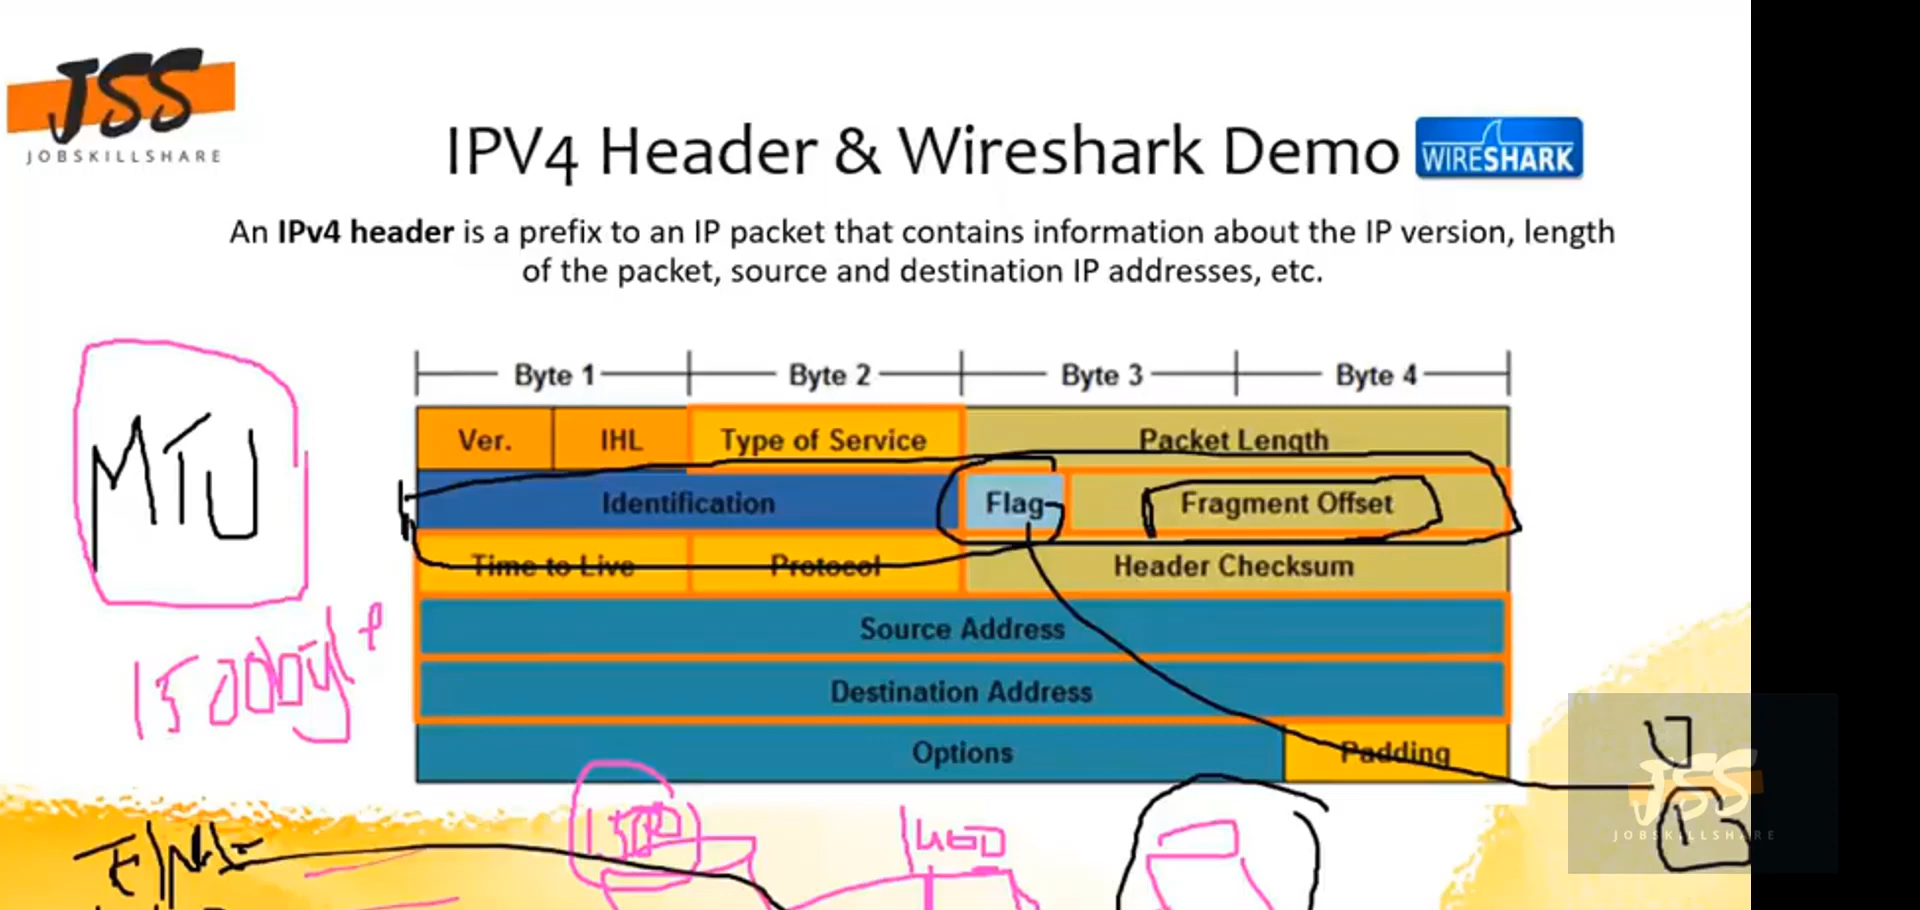 JSS
JOBSKILLSHARE
IPV4 Header & Wireshark Demo
WIRESHARK
An IPv4 header is a prefix to an IP packet that contains information about the IP version, length
of the packet, source and destination IP addresses, etc.
Byte 1 Byte 2 Byte 3 Byte 4
Ver. IHL Type of Service Packet Length
MTU
Identification Flag Fragment Offset
Time to Live Protocol Header Checksum
Source Address
1500byt
Destination Address
Options Padding
JSS
JOBSKILLSHARE
1500